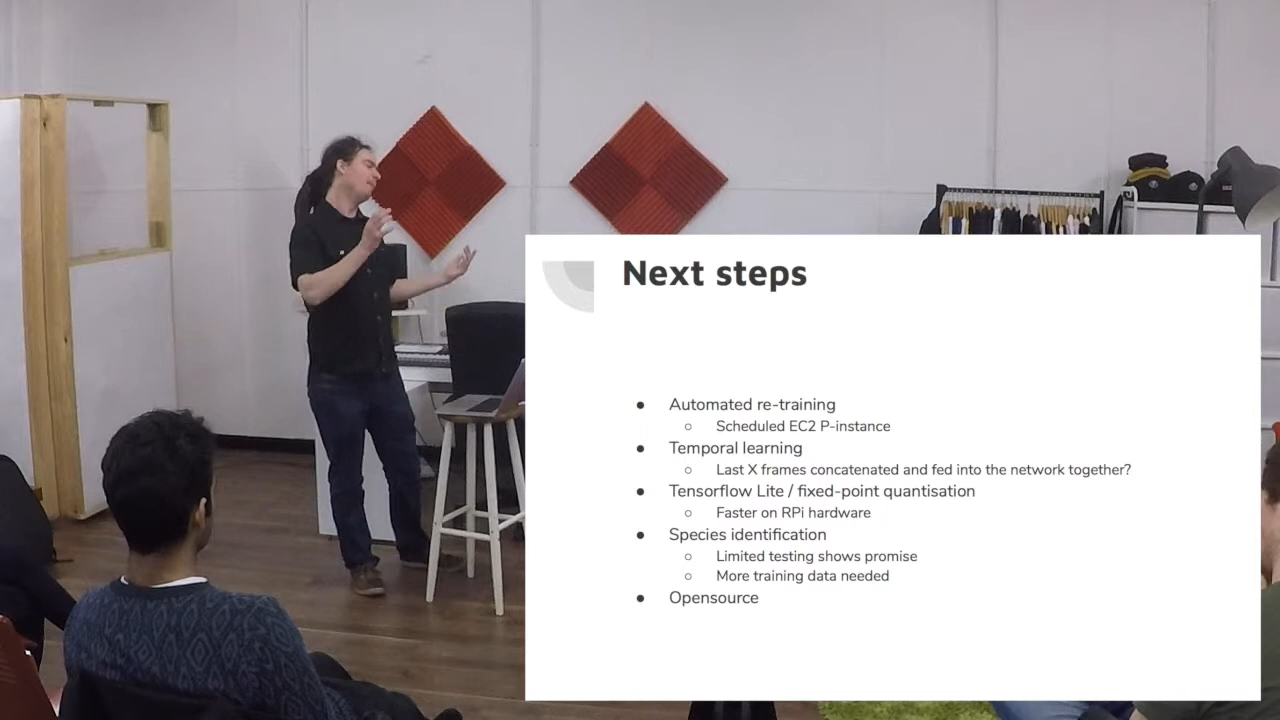 Next steps
● Automated re-training
○ Scheduled EC2 P-instance
● Temporal learning
○ Last X frames concatenated and fed into the network together?
● Tensorflow Lite / fixed-point quantisation
○ Faster on RPi hardware
● Species identification
○ Limited testing shows promise
○ More training data needed
● Opensource